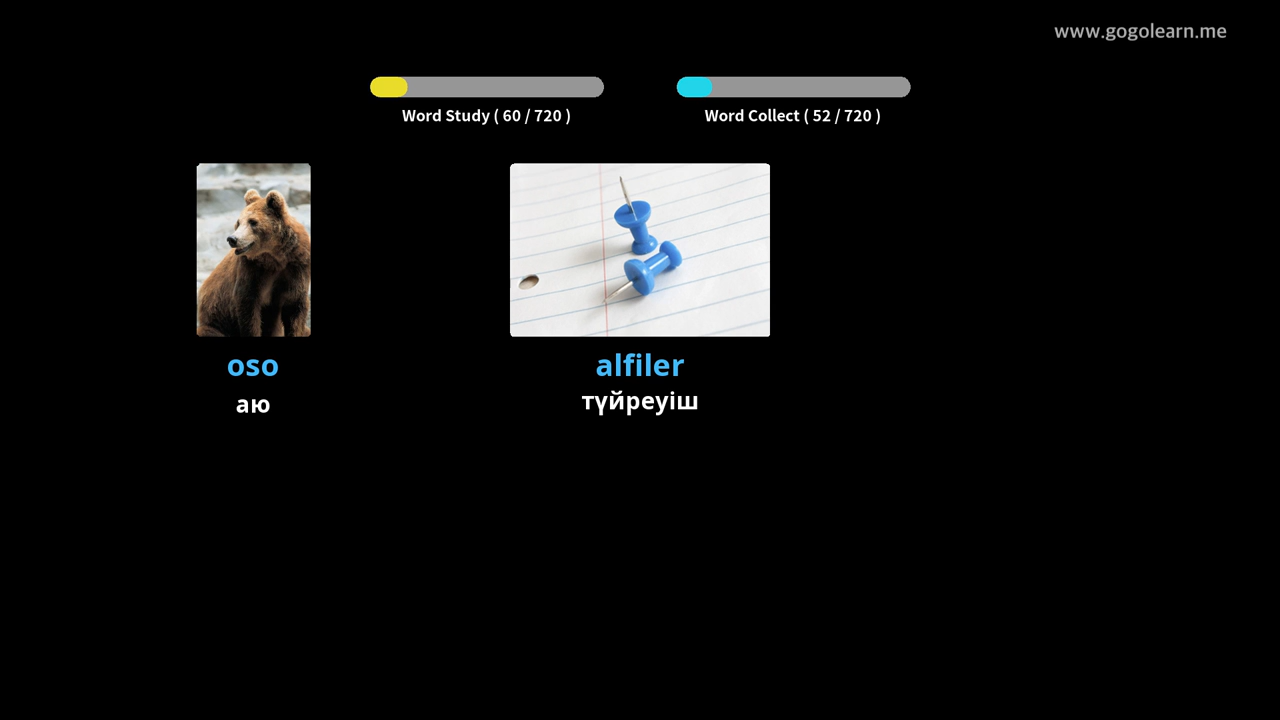 www.gogolearn.me
Word Study ( 60 / 720 )
Word Collect ( 52 / 720 )
oso
аю
alfiler
түйреуіш